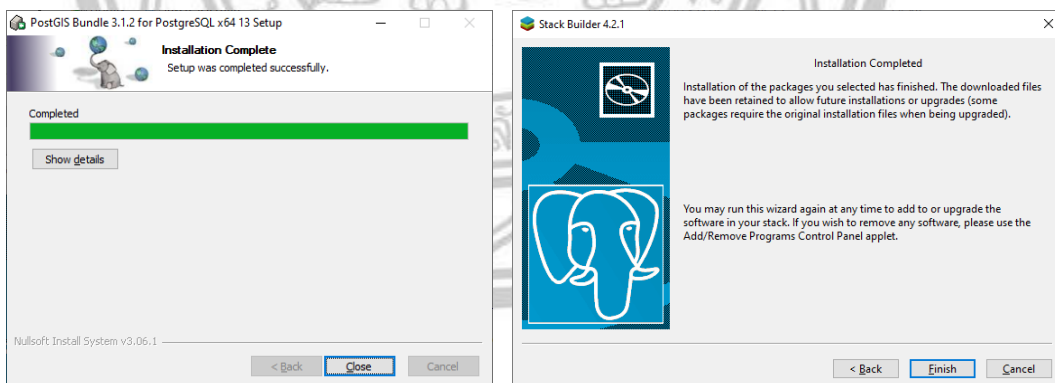 PostGIS Bundle 3.1.2 for PostgreSQL x64 13 Setup
Installation Complete
Setup was completed successfully.
Completed
Show details
Nullsoft Install System v3.06.1
< Back
Close
Cancel
Stack Builder 4.2.1
Installation Completed
Installation of the packages you selected has finished. The downloaded files
have been retained to allow future installations or upgrades (some
packages require the original installation files when being upgraded).
You may run this wizard again at any time to add to or upgrade the
software in your stack. If you wish to remove any software, please use the
Add/Remove Programs Control Panel applet.
< Back
Finish
Cancel